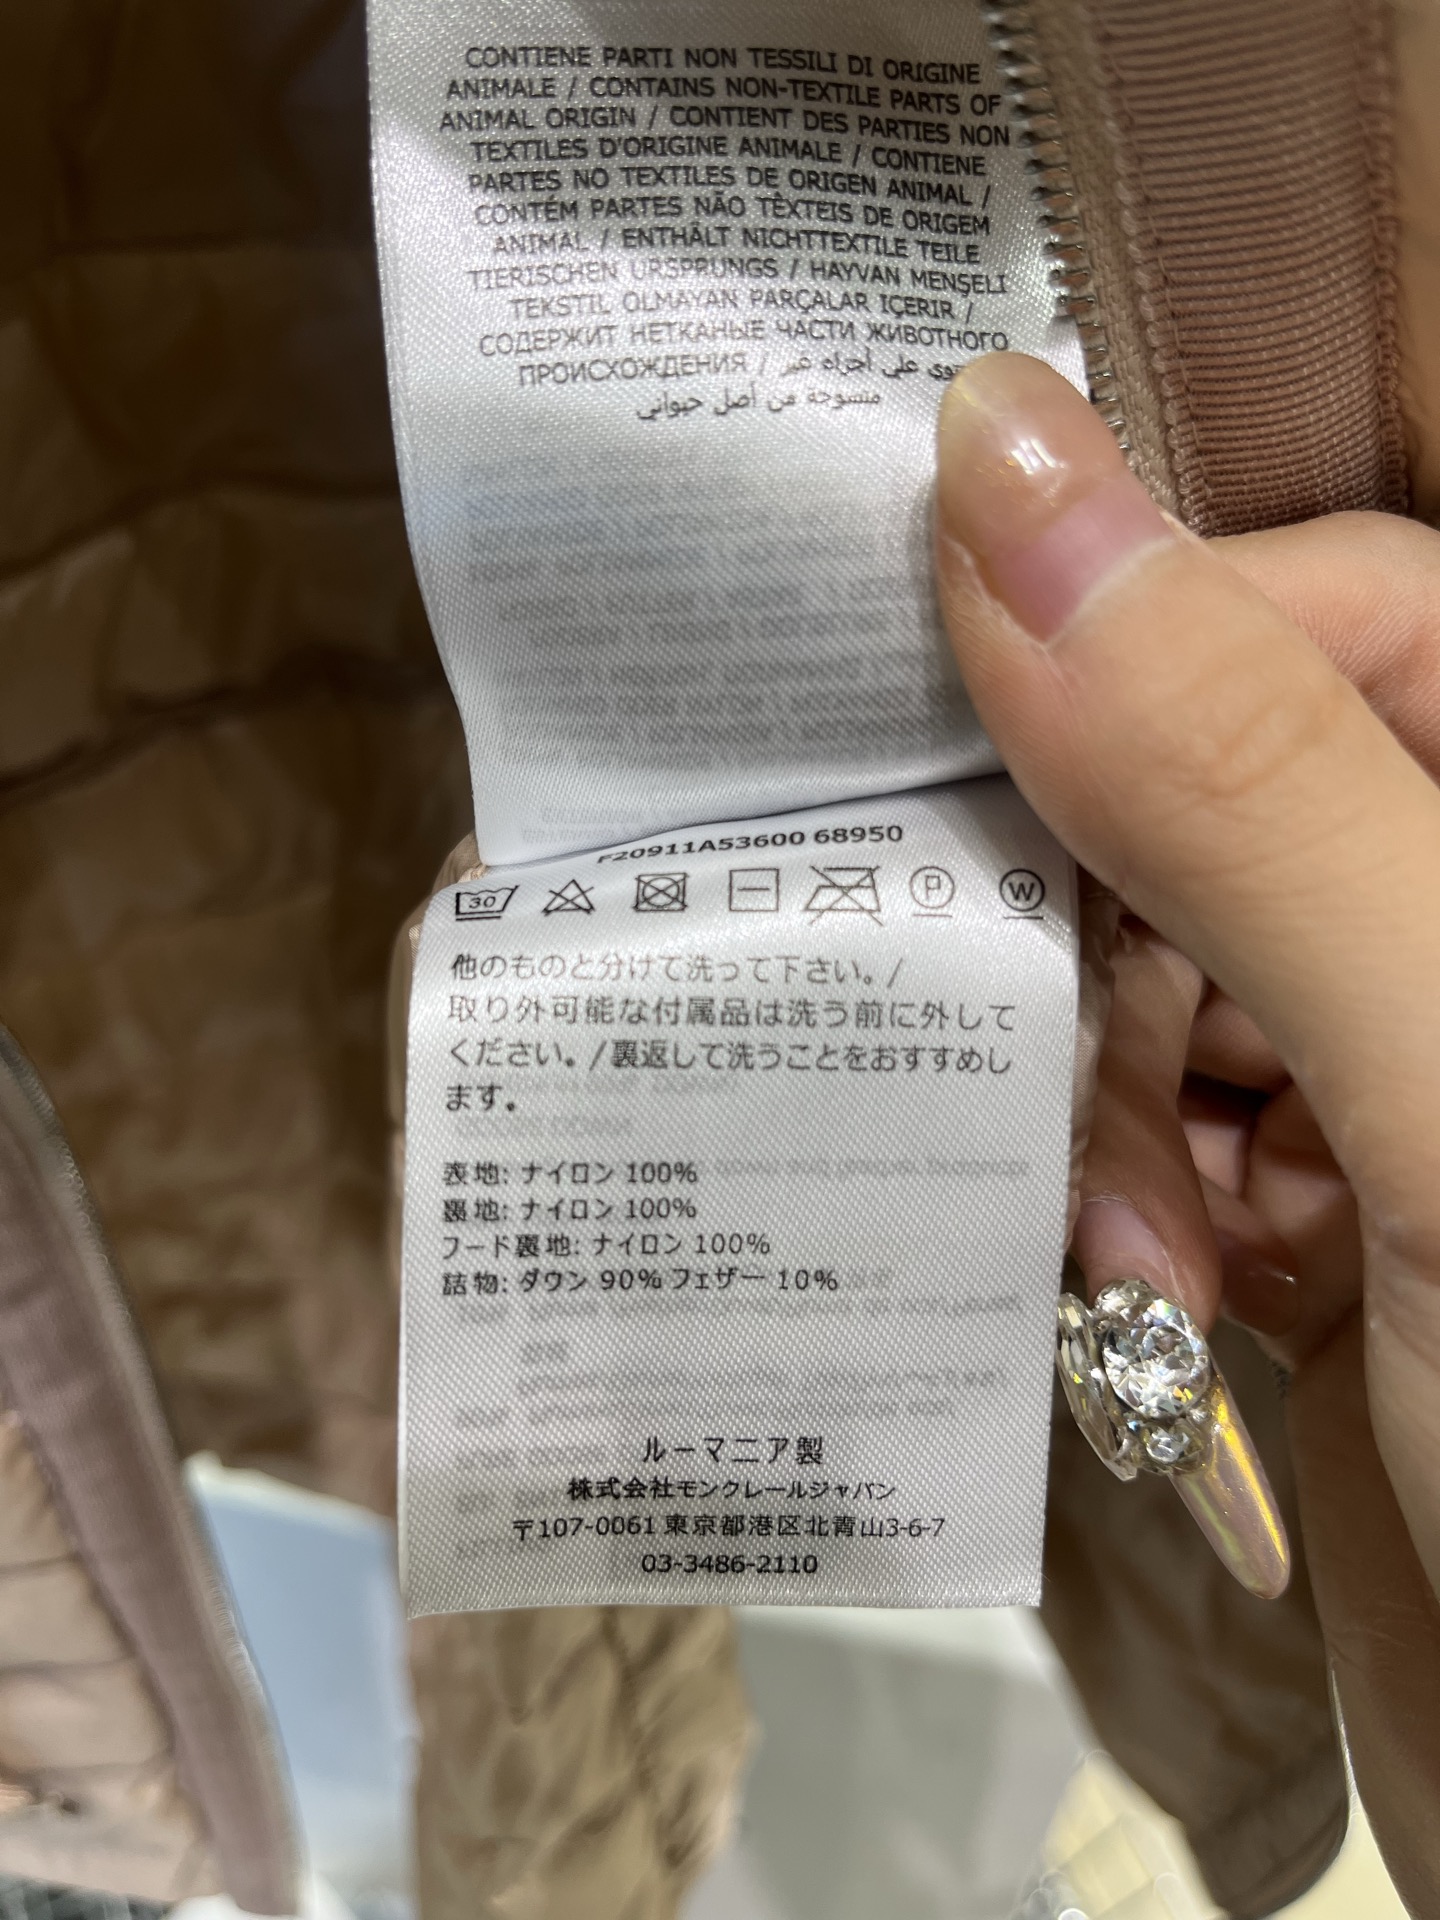 CONTIENE PARTI NON TESSILI DI ORIGINE
ANIMALE / CONTAINS NON-TEXTILE PARTS OF
ANIMAL ORIGIN / CONTIENT DES PARTIES NON
TEXTILES D'ORIGINE ANIMALE / CONTIENE
PARTES NO TEXTILES DE ORIGEN ANIMAL /
CONTÉM PARTES NÃO TÊXTEIS DE ORIGEM
ANIMAL / ENTHÄLT NICHTTEXTILE TEILE
TIERISCHEN URSPRUNGS / HAYVAN MENŞELİ
TEKSTİL OLMAYAN PARÇALAR İÇERİR /
СОДЕРЖИТ НЕТКАНЫЕ ЧАСТИ ЖИВОТНОГО
ПРОИСХОЖДЕНИЯ / على أجزاء غير
منسوجة من أصل حيواني
F20911A53600 68950
30 P W
他のものと分けて洗って下さい。/
取り外可能な付属品は洗う前に外して
ください。/裏返して洗うことをおすすめし
ます。
表地: ナイロン 100%
裏地: ナイロン 100%
フード裏地: ナイロン 100%
詰物: ダウン 90% フェザー 10%
ルーマニア製
株式会社モンクレールジャパン
〒107-0061 東京都港区北青山3-6-7
03-3486-2110